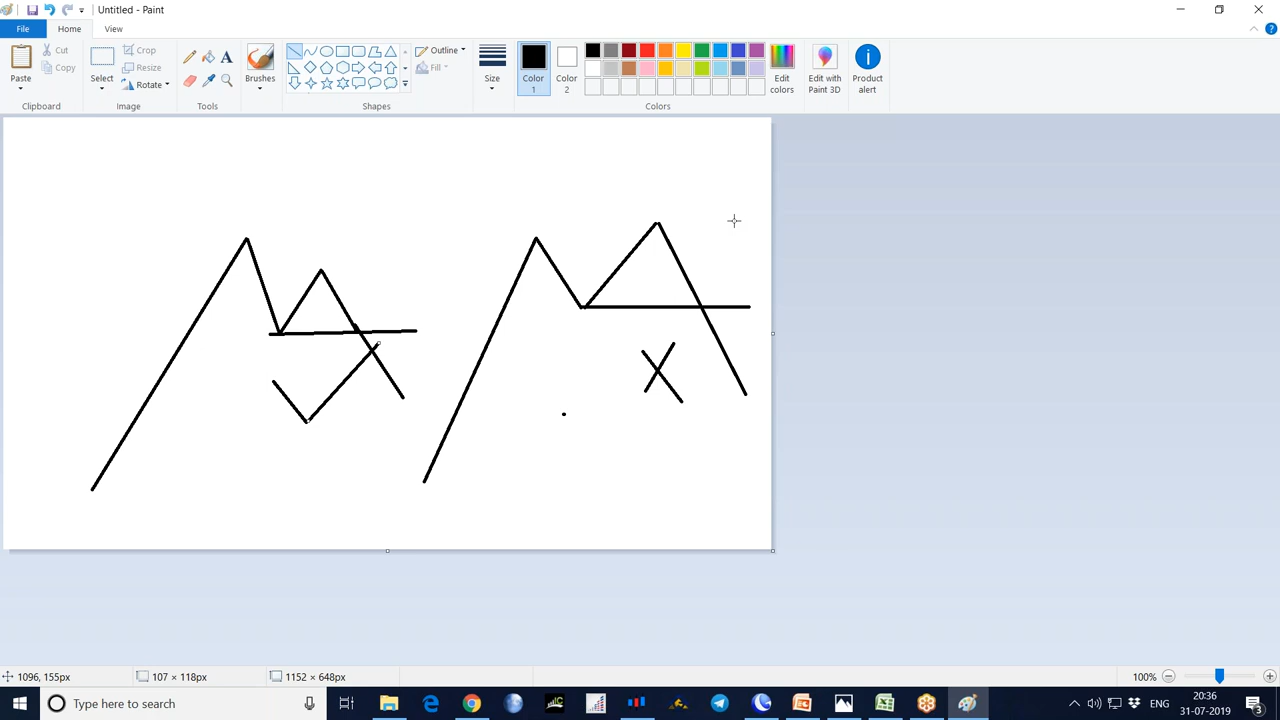 Untitled - Paint
File
Home
View
Paste
Cut
Copy
Clipboard
Select
Crop
Resize
Rotate
Image
Tools
Brushes
Outline
Fill
Shapes
Size
Color
1
Color
2
Edit
colors
Colors
Edit with
Paint 3D
Product
alert
1096, 155px
107 × 118px
1152 × 648px
100%
Type here to search
ENG
20:36
31-07-2019
3